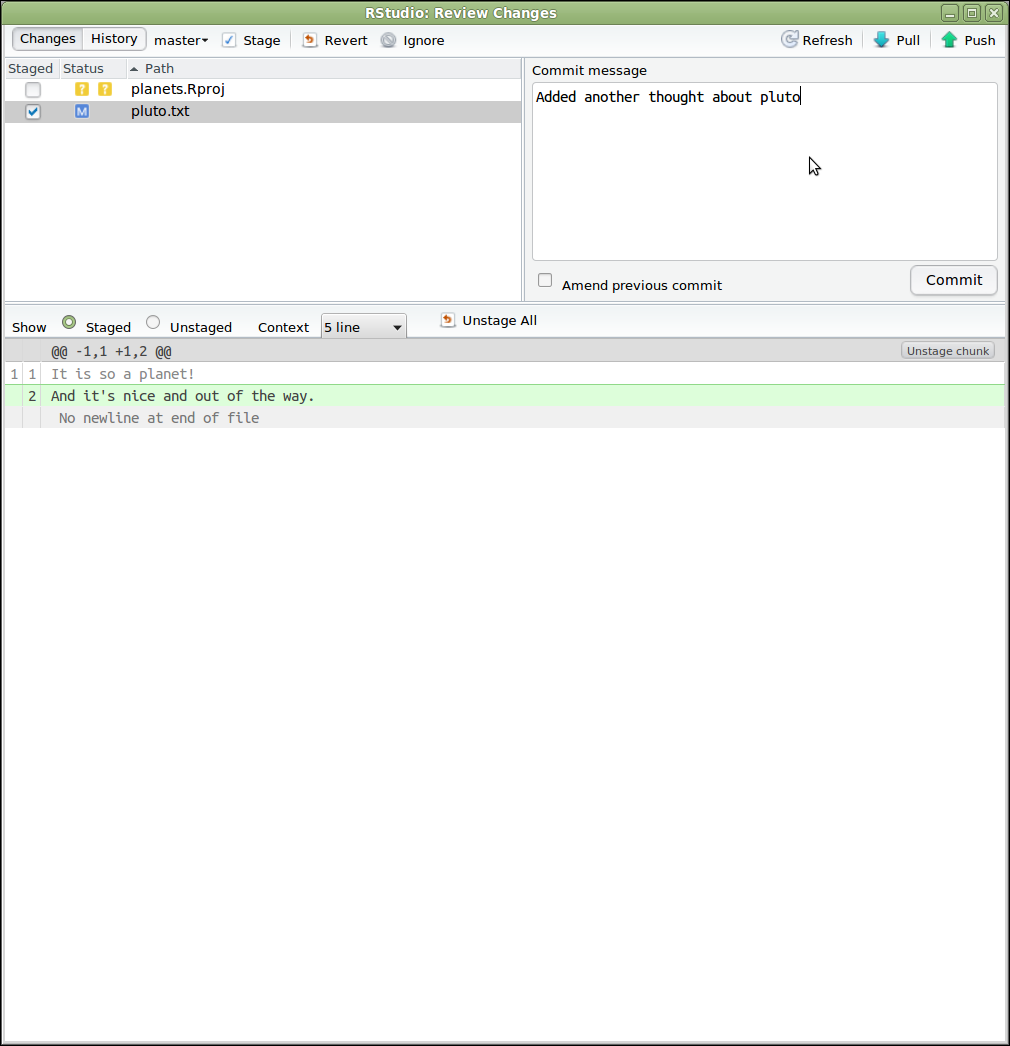 RStudio: Review Changes
Changes History master Stage Revert Ignore Refresh Pull Push
Staged Status Path
? ? planets.Rproj
M pluto.txt
Commit message
Added another thought about pluto
Amend previous commit Commit
Show Staged Unstaged Context 5 line Unstage All
@@ -1,1 +1,2 @@ Unstage chunk
1 1 It is so a planet!
2 And it's nice and out of the way.
No newline at end of file